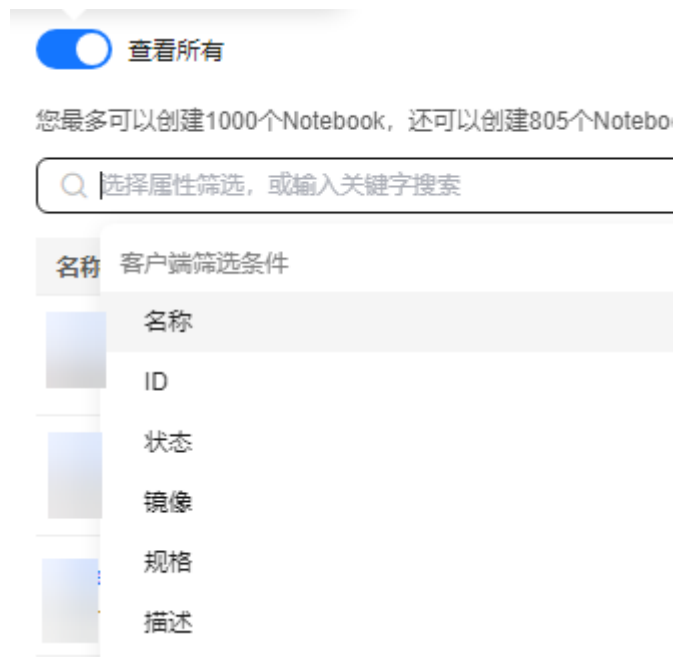 查看所有
您最多可以创建1000个Notebook，还可以创建805个Notebo
选择属性筛选，或输入关键字搜索
名称
客户端筛选条件
名称
ID
状态
镜像
规格
描述